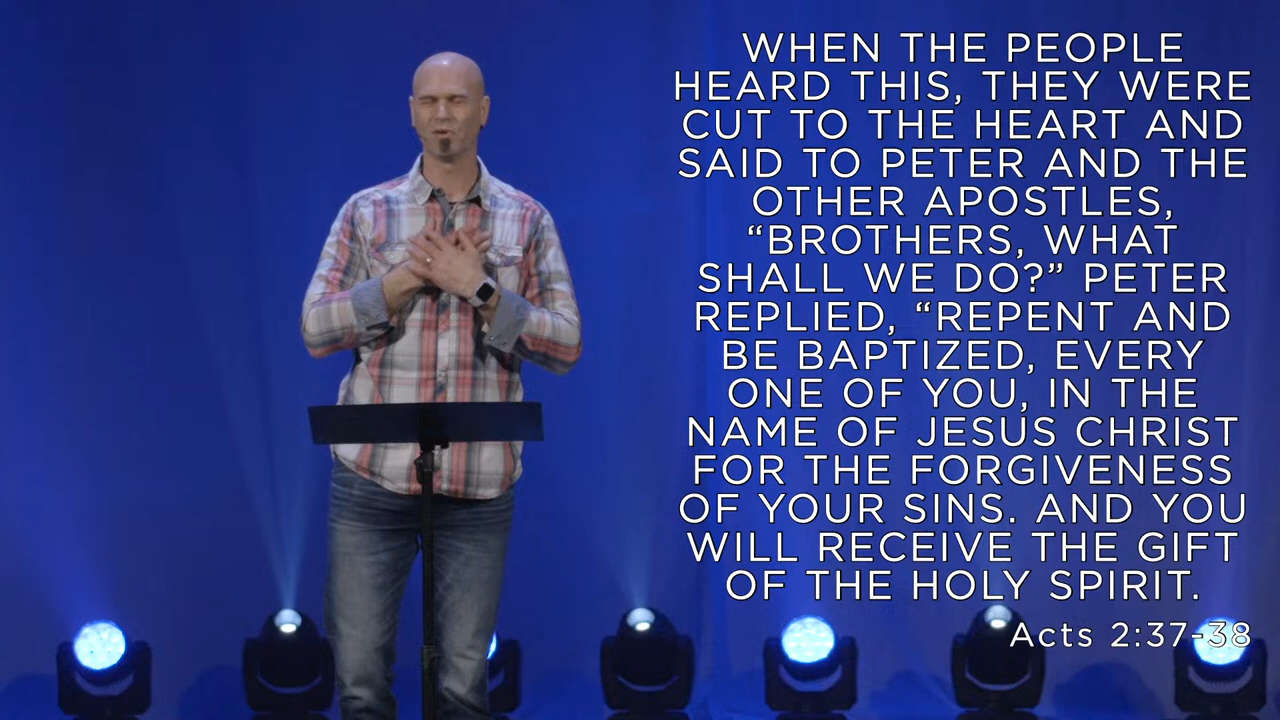 WHEN THE PEOPLE
HEARD THIS, THEY WERE
CUT TO THE HEART AND
SAID TO PETER AND THE
OTHER APOSTLES,
“BROTHERS, WHAT
SHALL WE DO?” PETER
REPLIED, “REPENT AND
BE BAPTIZED, EVERY
ONE OF YOU, IN THE
NAME OF JESUS CHRIST
FOR THE FORGIVENESS
OF YOUR SINS. AND YOU
WILL RECEIVE THE GIFT
OF THE HOLY SPIRIT.
Acts 2:37-38